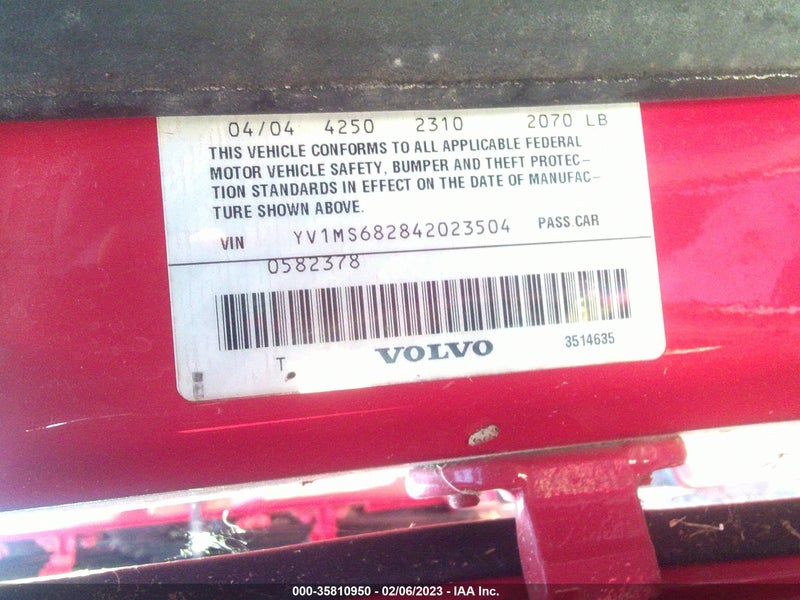 04/04 4250 2310 2070 LB
THIS VEHICLE CONFORMS TO ALL APPLICABLE FEDERAL
MOTOR VEHICLE SAFETY, BUMPER AND THEFT PROTEC-
TION STANDARDS IN EFFECT ON THE DATE OF MANUFAC-
TURE SHOWN ABOVE.
VIN YV1MS682842023504 PASS.CAR
0582378
T VOLVO 3514635
000-35810950 - 02/06/2023 - IAA Inc.